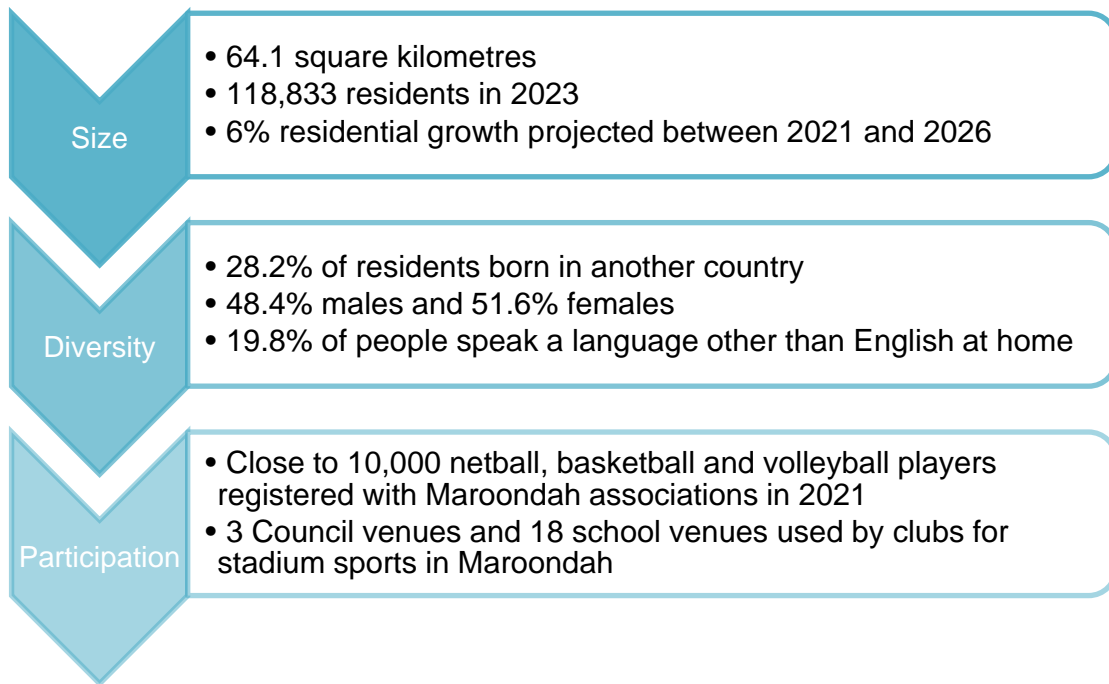 Size
• 64.1 square kilometres
• 118,833 residents in 2023
• 6% residential growth projected between 2021 and 2026
Diversity
• 28.2% of residents born in another country
• 48.4% males and 51.6% females
• 19.8% of people speak a language other than English at home
Participation
• Close to 10,000 netball, basketball and volleyball players
registered with Maroondah associations in 2021
• 3 Council venues and 18 school venues used by clubs for
stadium sports in Maroondah